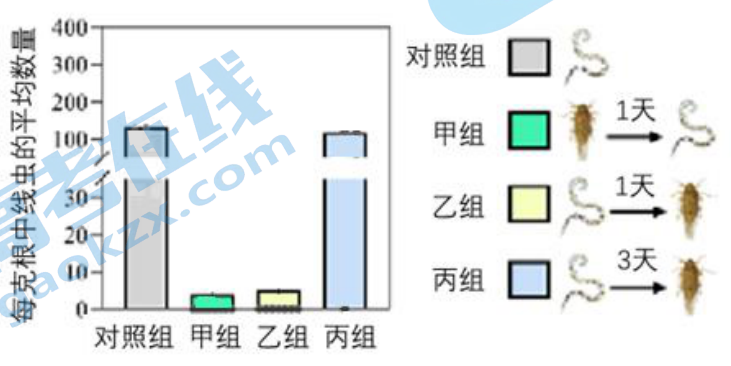 每克根中线虫的平均数量
400
300
200
100
30
20
10
0
对照组 甲组 乙组 丙组
对照组
甲组 1天
乙组 1天
丙组 3天
高考在线
gaokzx.com